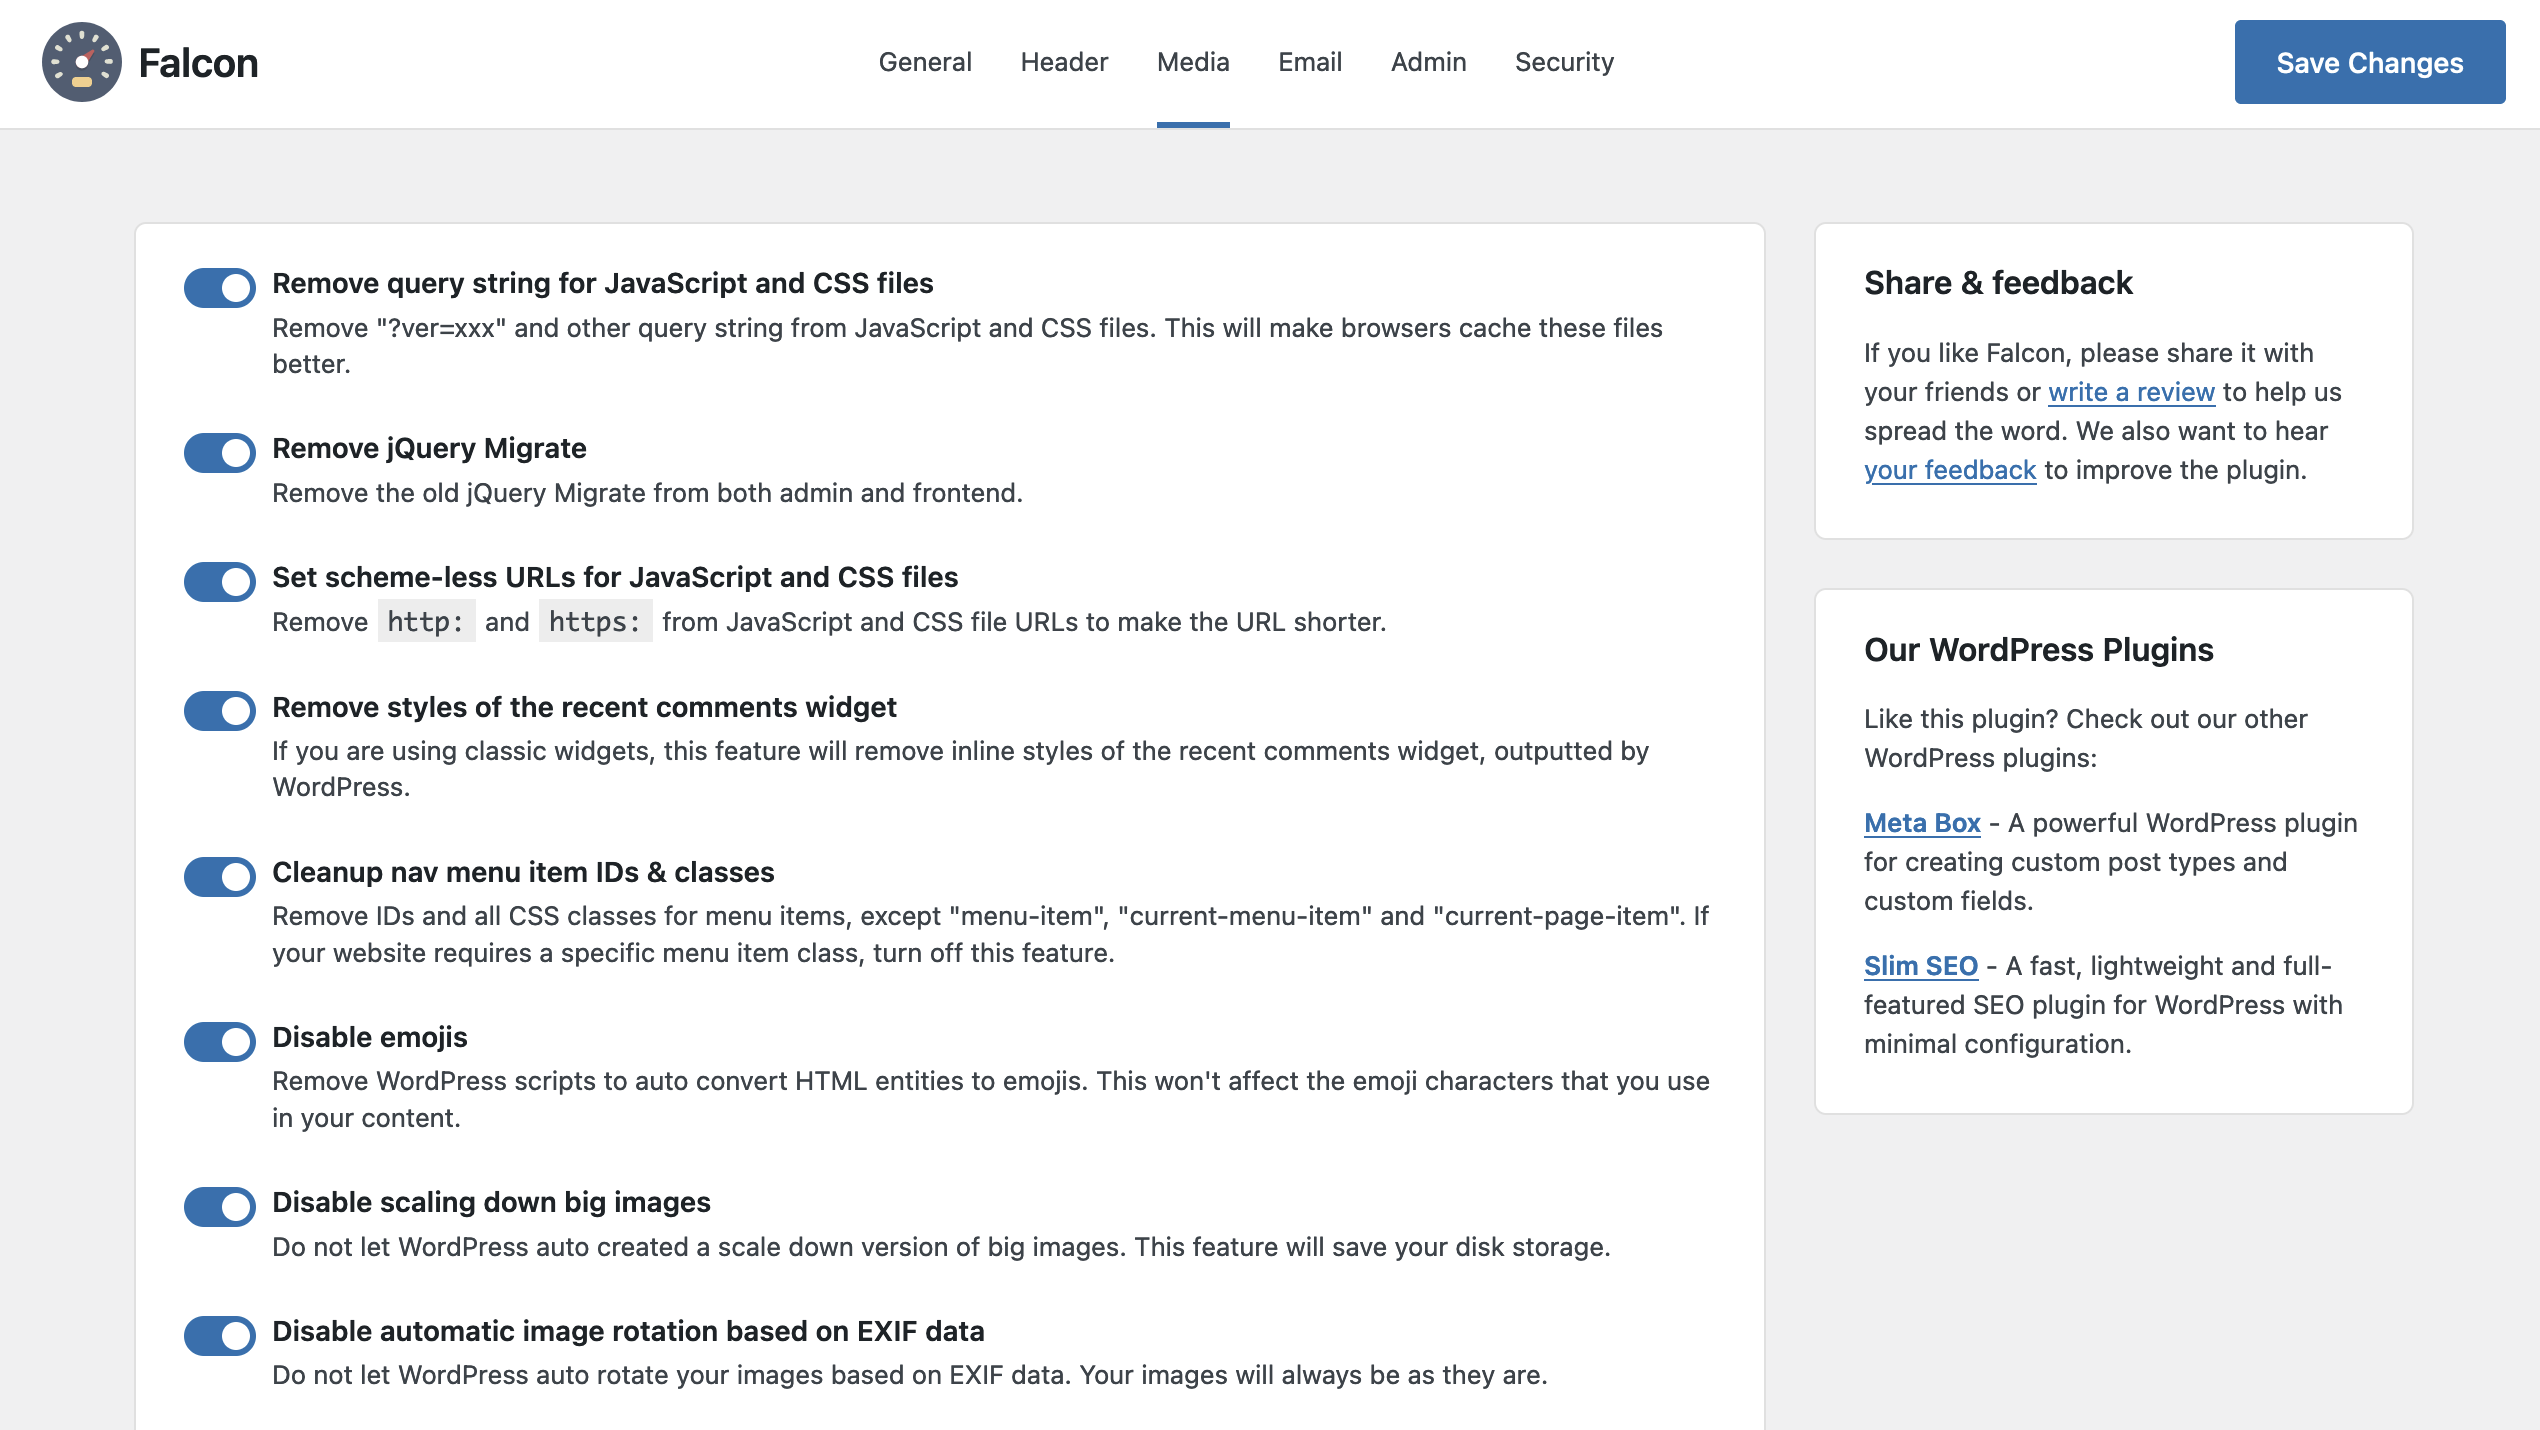 Falcon
General
Header
Media
Email
Admin
Security
Save Changes
Remove query string for JavaScript and CSS files
Remove "?ver=xxx" and other query string from JavaScript and CSS files. This will make browsers cache these files
better.
Remove jQuery Migrate
Remove the old jQuery Migrate from both admin and frontend.
Set scheme-less URLs for JavaScript and CSS files
Remove http: and https: from JavaScript and CSS file URLs to make the URL shorter.
Remove styles of the recent comments widget
If you are using classic widgets, this feature will remove inline styles of the recent comments widget, outputted by
WordPress.
Cleanup nav menu item IDs & classes
Remove IDs and all CSS classes for menu items, except "menu-item", "current-menu-item" and "current-page-item". If
your website requires a specific menu item class, turn off this feature.
Disable emojis
Remove WordPress scripts to auto convert HTML entities to emojis. This won't affect the emoji characters that you use
in your content.
Disable scaling down big images
Do not let WordPress auto created a scale down version of big images. This feature will save your disk storage.
Disable automatic image rotation based on EXIF data
Do not let WordPress auto rotate your images based on EXIF data. Your images will always be as they are.
Share & feedback
If you like Falcon, please share it with
your friends or write a review to help us
spread the word. We also want to hear
your feedback to improve the plugin.
Our WordPress Plugins
Like this plugin? Check out our other
WordPress plugins:
Meta Box - A powerful WordPress plugin
for creating custom post types and
custom fields.
Slim SEO - A fast, lightweight and full-
featured SEO plugin for WordPress with
minimal configuration.